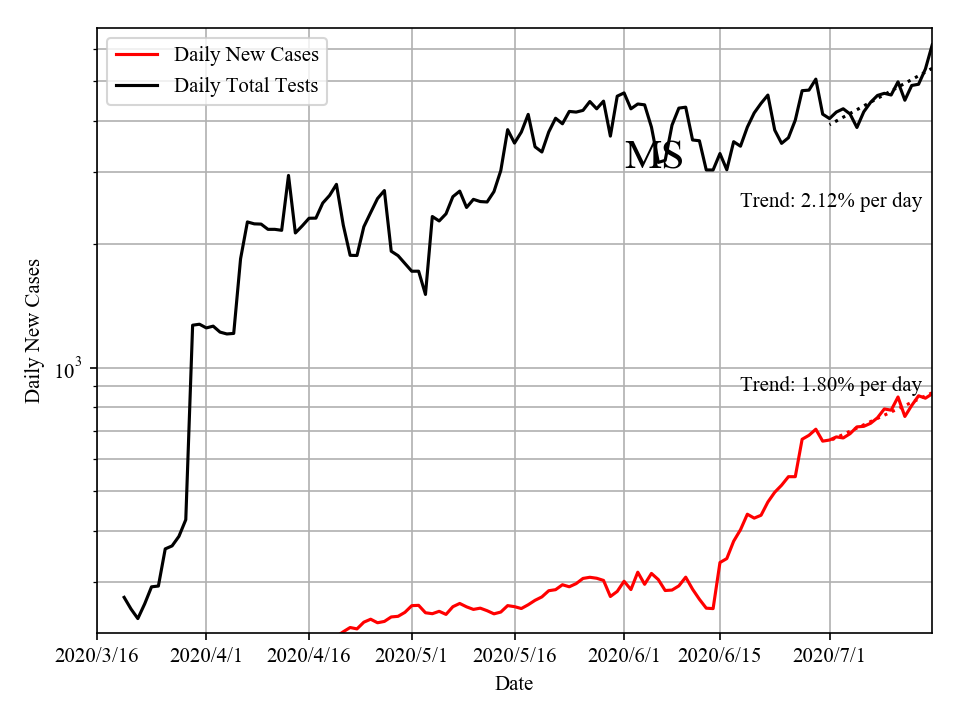 Daily New Cases
Daily Total Tests
MS
Trend: 2.12% per day
Trend: 1.80% per day
Daily New Cases
10³
2020/3/16 2020/4/1 2020/4/16 2020/5/1 2020/5/16 2020/6/1 2020/6/15 2020/7/1
Date